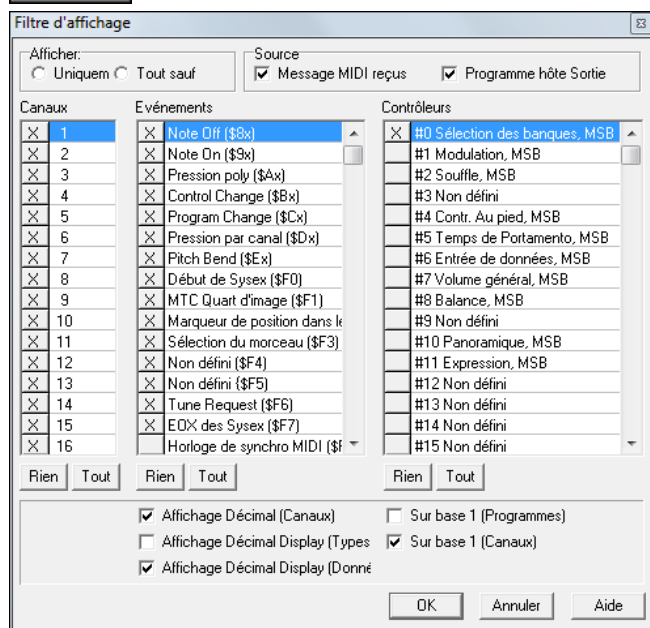 Filtre d'affichage
Afficher:
Uniquem Tout sauf
Source
Message MIDI reçus Programme hôte Sortie
Canaux
X 1
X 2
X 3
X 4
X 5
X 6
X 7
X 8
X 9
X 10
X 11
X 12
X 13
X 14
X 15
X 16
Rien Tout
Evénements
X Note Off ($8x)
X Note On ($9x)
X Pression poly ($Ax)
X Control Change ($Bx)
X Program Change ($Cx)
X Pression par canal ($Dx)
X Pitch Bend ($Ex)
X Début de Sysex ($F0)
X MTC Quart d'image ($F1)
X Marqueur de position dans le
X Sélection du morceau ($F3)
X Non défini ($F4)
X Non défini {$F5)
X Tune Request ($F6)
X EOX des Sysex ($F7)
Horloge de synchro MIDI ($F
Rien Tout
Contrôleurs
X #0 Sélection des banques, MSB
#1 Modulation, MSB
#2 Souffle, MSB
#3 Non défini
#4 Contr. Au pied, MSB
#5 Temps de Portamento, MSB
#6 Entrée de données, MSB
#7 Volume général, MSB
#8 Balance, MSB
#9 Non défini
#10 Panoramique, MSB
#11 Expression, MSB
#12 Non défini
#13 Non défini
#14 Non défini
#15 Non défini
Rien Tout
Affichage Décimal (Canaux)
Affichage Décimal Display (Types
Affichage Décimal Display (Donné
Sur base 1 (Programmes)
Sur base 1 (Canaux)
OK Annuler Aide